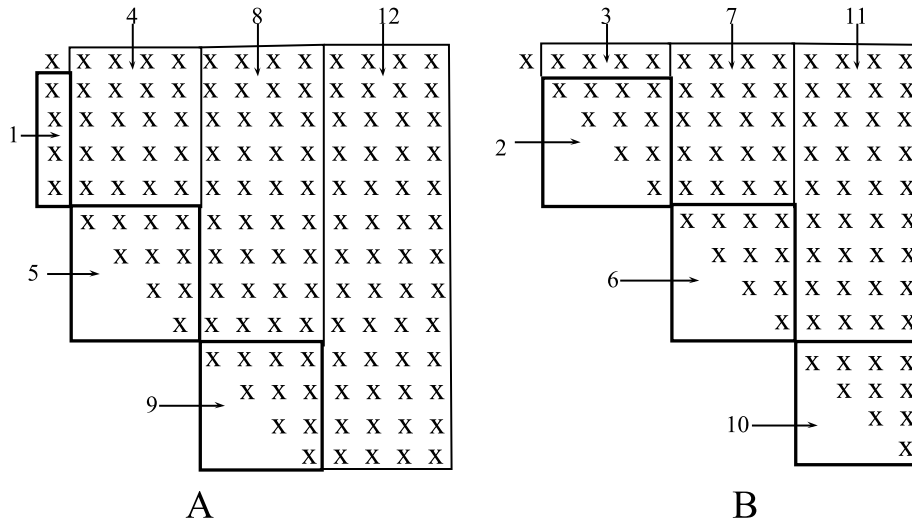 4 8 12 3 7 11
x x x x x x x x x x x x x x x x x x x x x x x x x x
x x x x x x x x x x x x x x x x x x x x x x x x x
x x x x x x x x x x x x x x x x x x x x x x x x
1 2
x x x x x x x x x x x x x x x x x x x x x x x
x x x x x x x x x x x x x x x x x x x x x x
x x x x x x x x x x x x x x x x x x x x
x x x x x x x x x x x x x x x x x x
5 6
x x x x x x x x x x x x x x x x
x x x x x x x x x x x x x x
x x x x x x x x x x x x
x x x x x x x x x x
9 10
x x x x x x x x
x x x x x x
A B